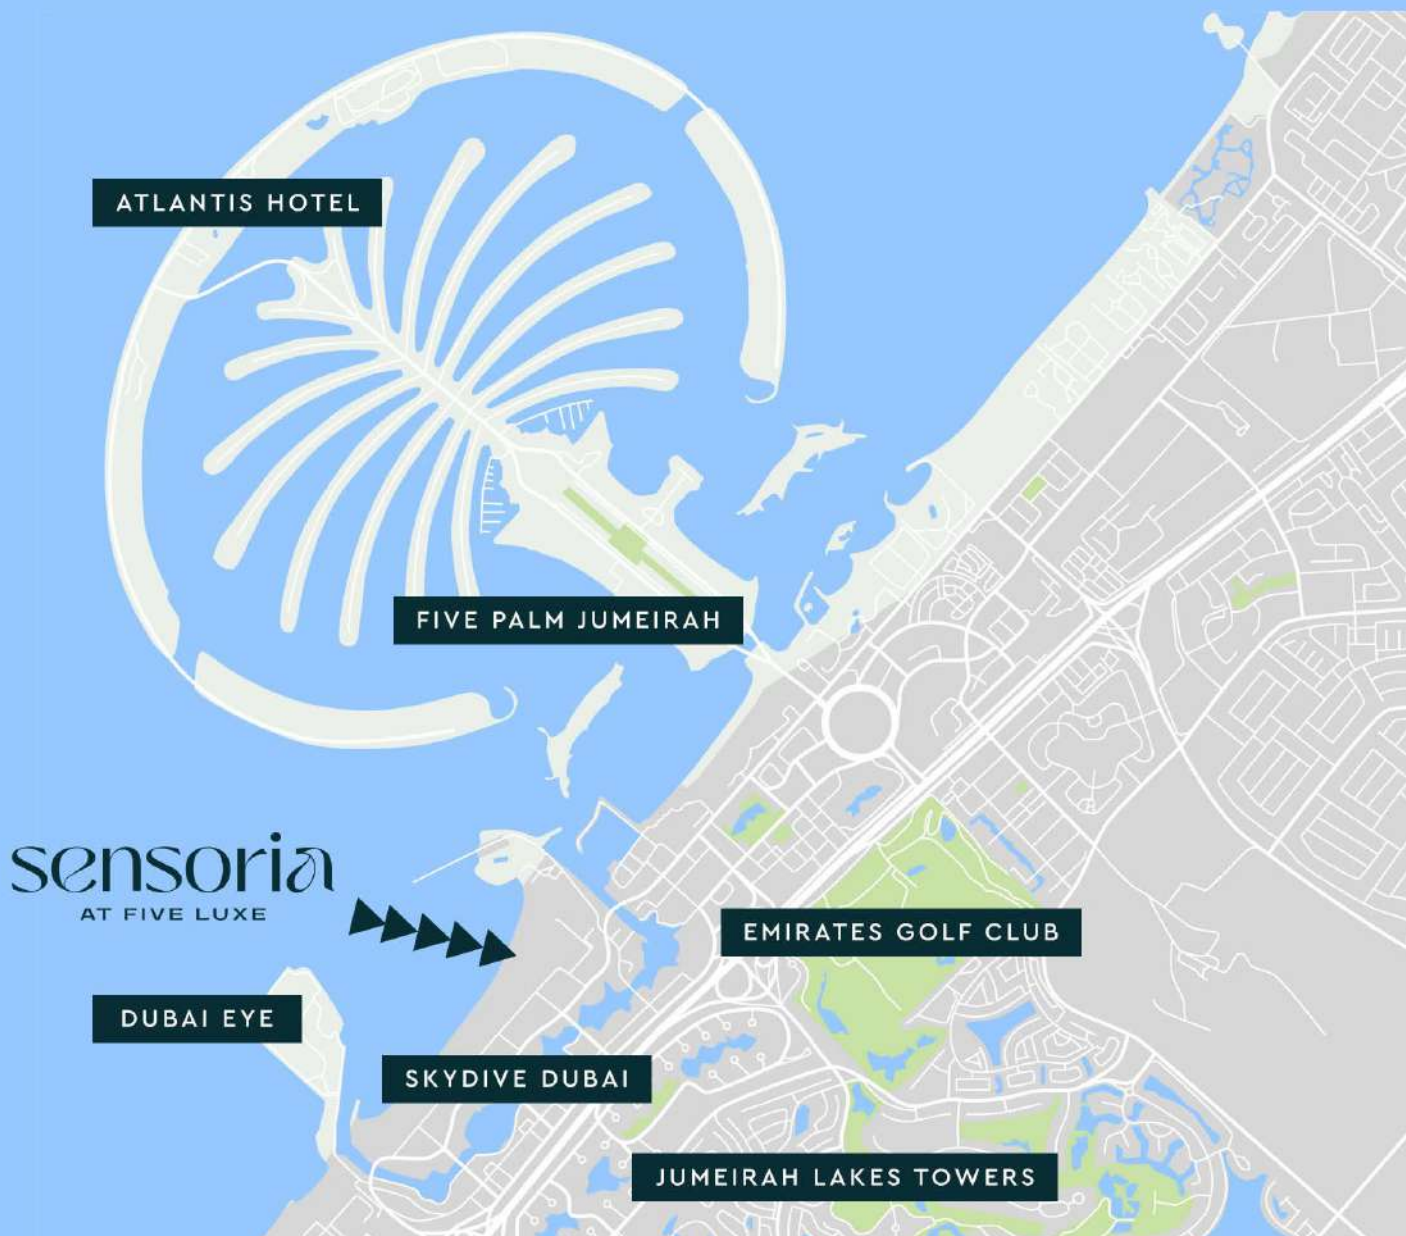 ATLANTIS HOTEL
FIVE PALM JUMEIRAH
sensoria
AT FIVE LUXE
EMIRATES GOLF CLUB
DUBAI EYE
SKYDIVE DUBAI
JUMEIRAH LAKES TOWERS